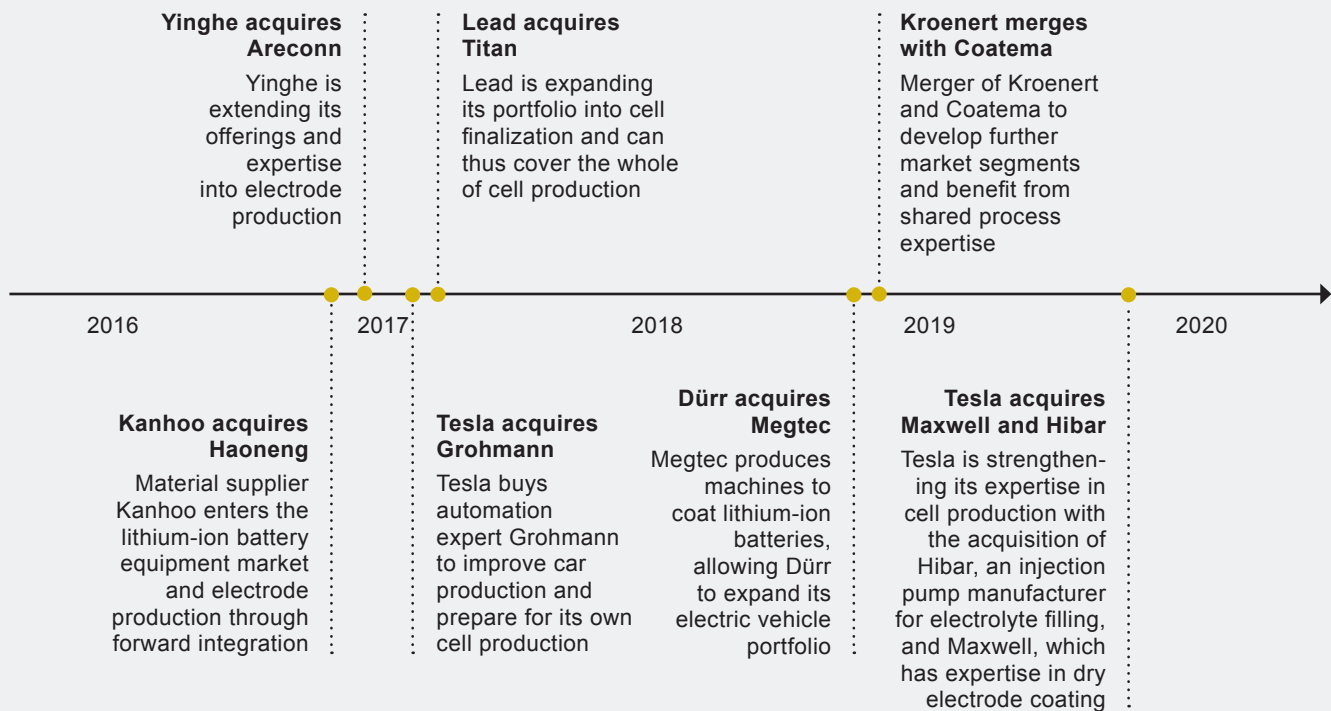 Yinghe acquires
Areconn
Yinghe is
extending its
offerings and
expertise
into electrode
production
Lead acquires
Titan
Lead is expanding
its portfolio into cell
finalization and can
thus cover the whole
of cell production
Kroenert merges
with Coatema
Merger of Kroenert
and Coatema to
develop further
market segments
and benefit from
shared process
expertise
2016
2017
2018
2019
2020
Kanhoo acquires
Haoneng
Material supplier
Kanhoo enters the
lithium-ion battery
equipment market
and electrode
production through
forward integration
Tesla acquires
Grohmann
Tesla buys
automation
expert Grohmann
to improve car
production and
prepare for its own
cell production
Dürr acquires
Megtec
Megtec produces
machines to
coat lithium-ion
batteries,
allowing Dürr
to expand its
electric vehicle
portfolio
Tesla acquires
Maxwell and Hibar
Tesla is strengthen-
ing its expertise in
cell production with
the acquisition of
Hibar, an injection
pump manufacturer
for electrolyte filling,
and Maxwell, which
has expertise in dry
electrode coating